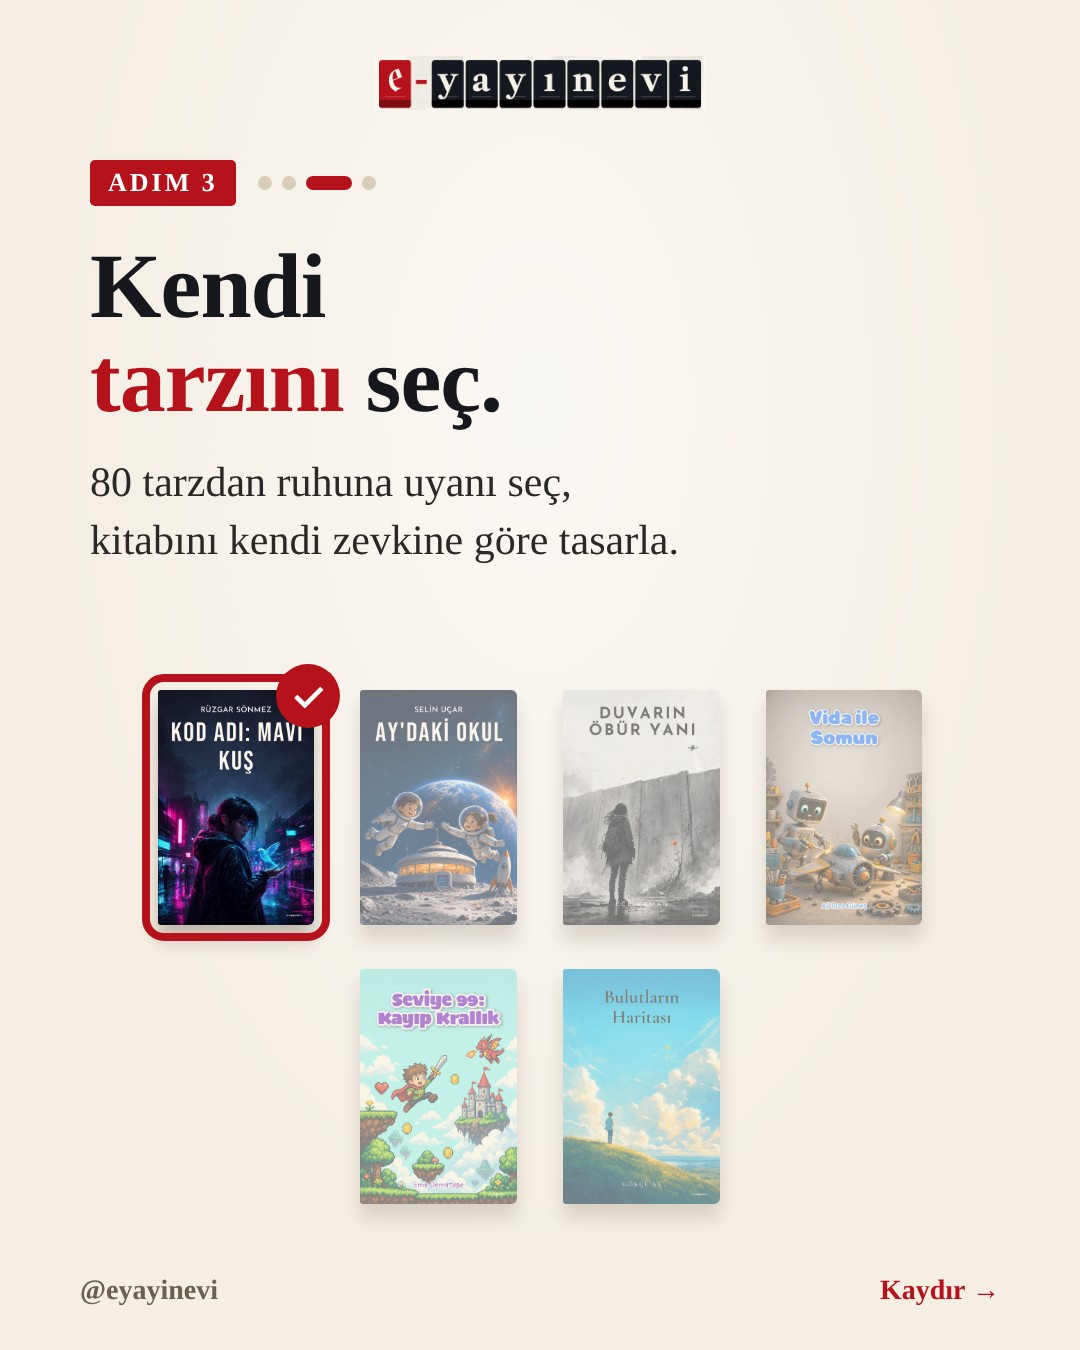 e-yayınevi
ADIM 3
Kendi
tarzını seç.
80 tarzdan ruhuna uyanı seç,
kitabını kendi zevkine göre tasarla.
RÜZGAR SÖNMEZ
KOD ADI: MAVİ
KUŞ
SELİN UÇAR
AY'DAKİ OKUL
DUVARIN
ÖBÜR YANI
Vida ile
Somun
Seviye 99:
Kayıp Krallık
Emir Demirtepe
Bulutların
Haritası
@eyayinevi
Kaydır →